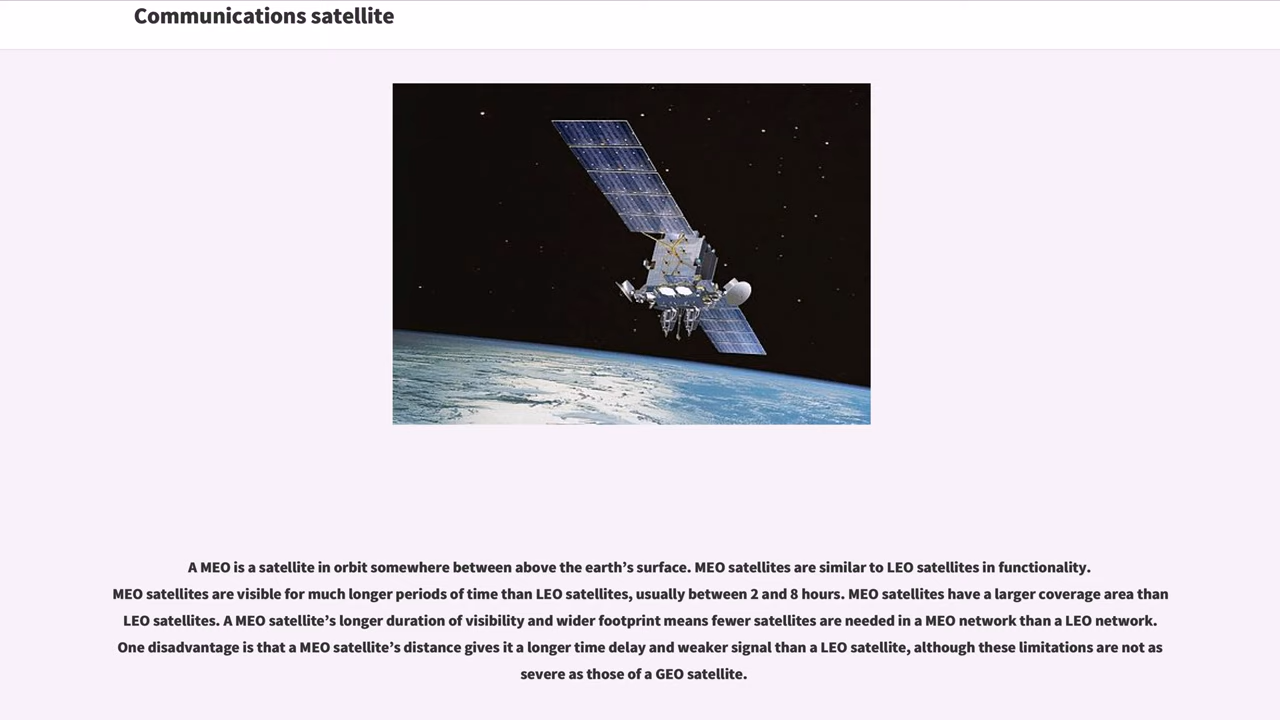 Communications satellite
A MEO is a satellite in orbit somewhere between above the earth’s surface. MEO satellites are similar to LEO satellites in functionality.
MEO satellites are visible for much longer periods of time than LEO satellites, usually between 2 and 8 hours. MEO satellites have a larger coverage area than
LEO satellites. A MEO satellite’s longer duration of visibility and wider footprint means fewer satellites are needed in a MEO network than a LEO network.
One disadvantage is that a MEO satellite’s distance gives it a longer time delay and weaker signal than a LEO satellite, although these limitations are not as
severe as those of a GEO satellite.